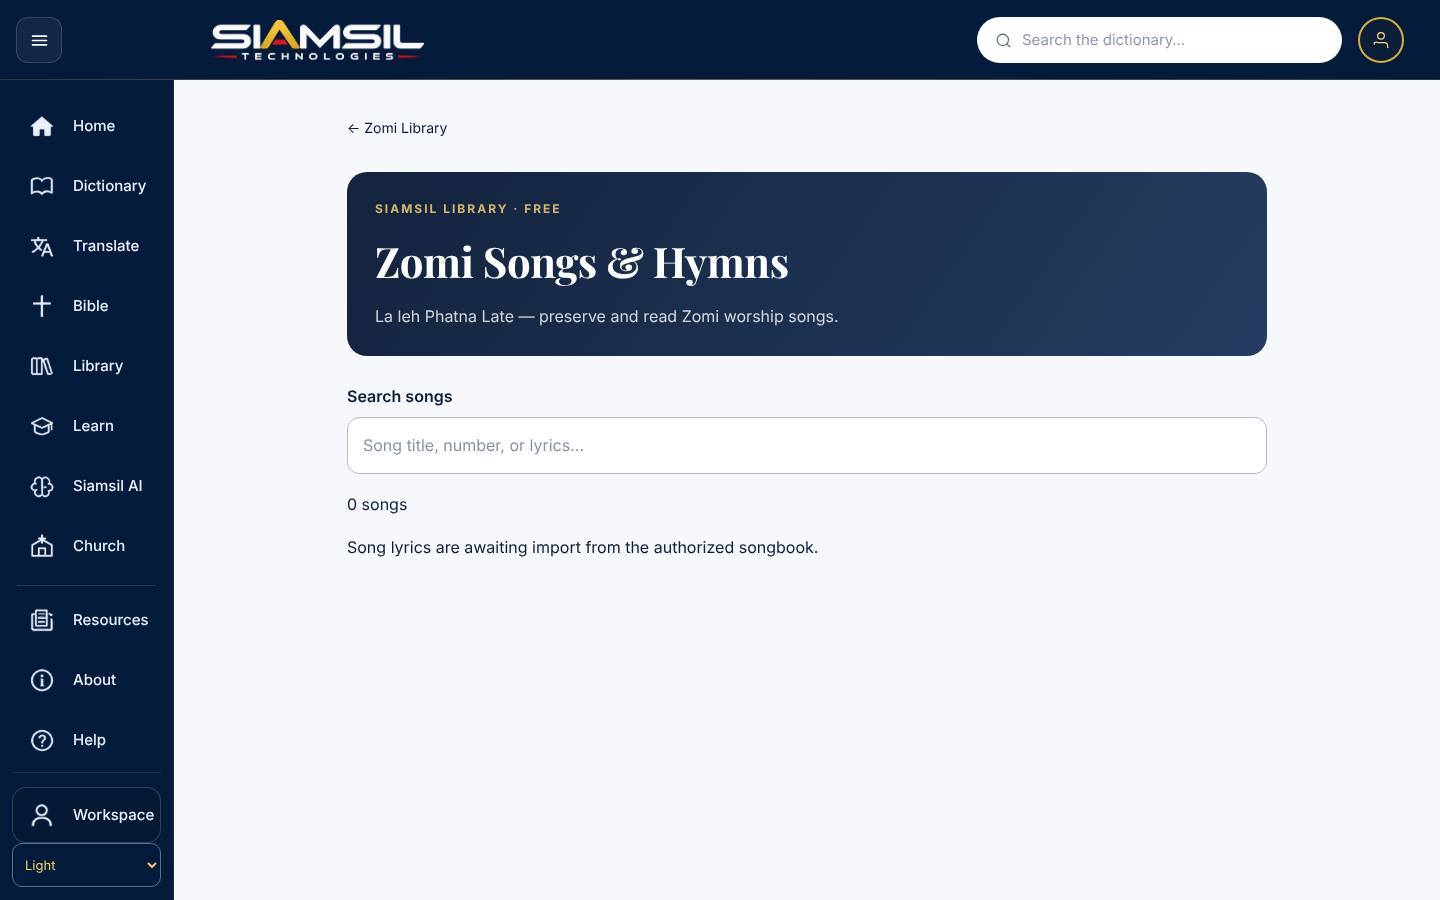 SIAMSIL
TECHNOLOGIES
Search the dictionary...
Home
Dictionary
Translate
Bible
Library
Learn
Siamsil AI
Church
Resources
About
Help
Workspace
Light
← Zomi Library
SIAMSIL LIBRARY · FREE
Zomi Songs & Hymns
La leh Phatna Late — preserve and read Zomi worship songs.
Search songs
Song title, number, or lyrics...
0 songs
Song lyrics are awaiting import from the authorized songbook.